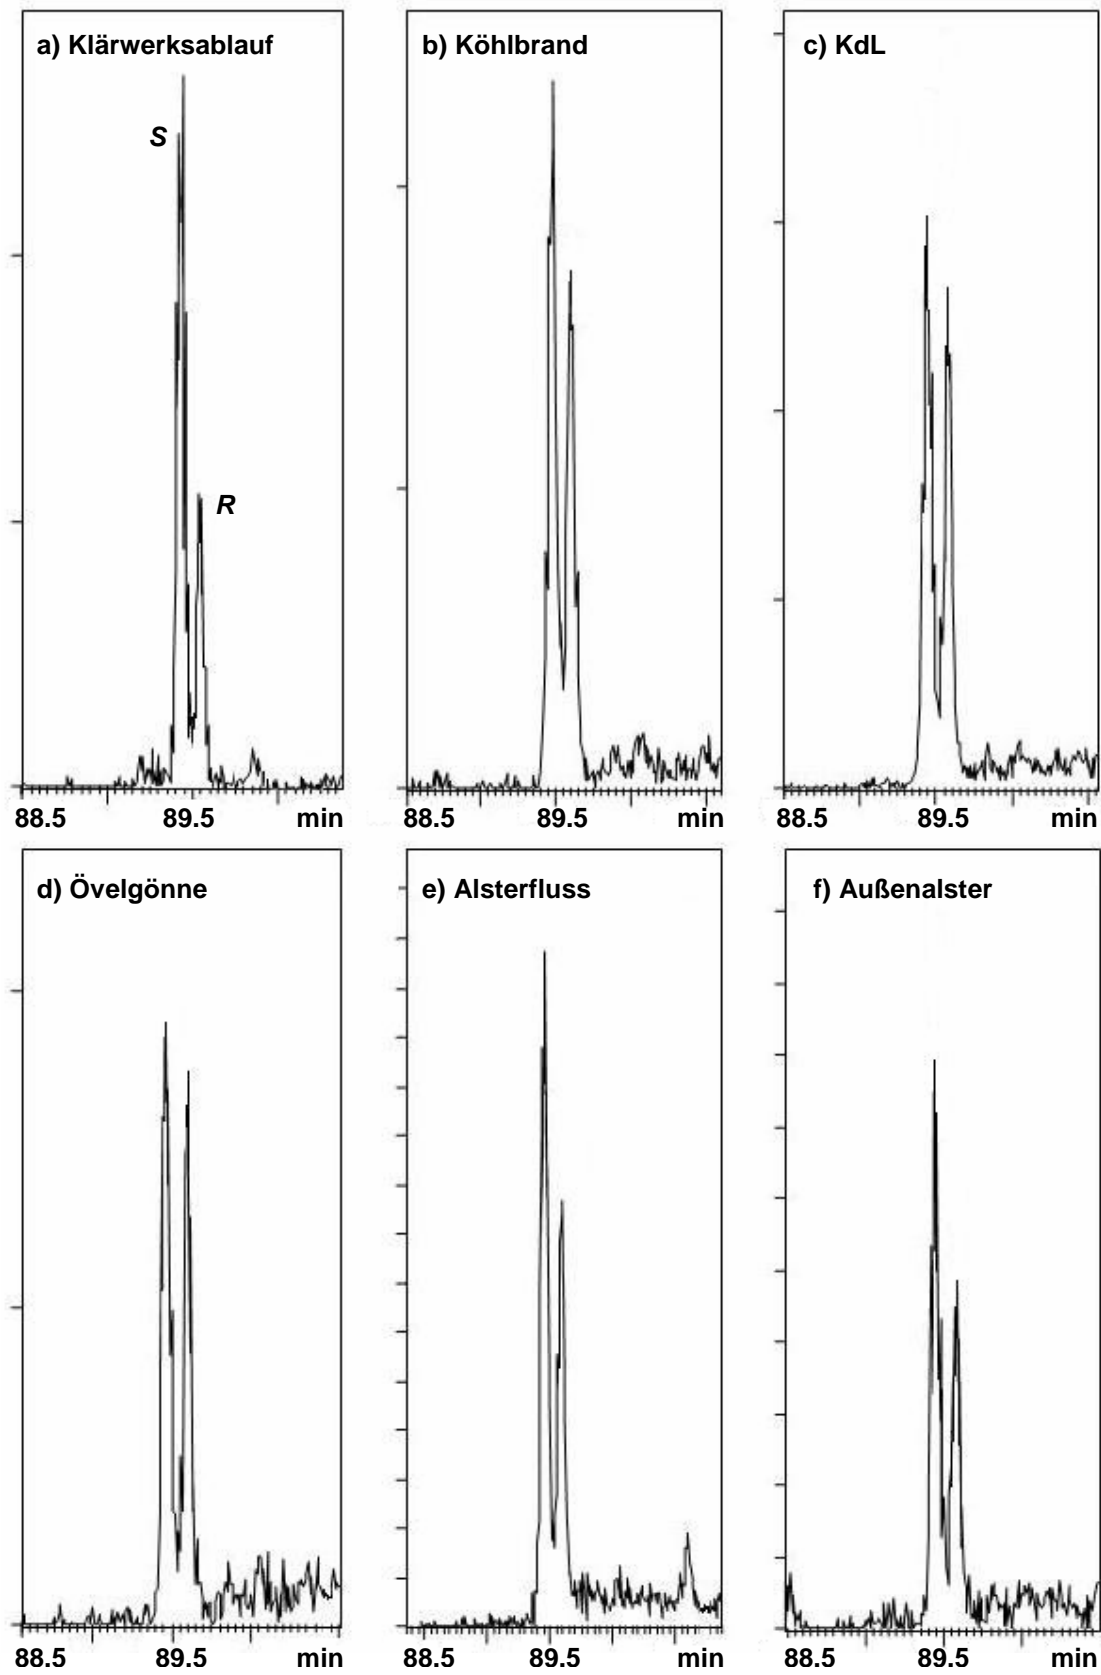 a) Klärwerksablauf
b) Köhlbrand
c) KdL
S
R
88.5 89.5 min
88.5 89.5 min
88.5 89.5 min
d) Övelgönne
e) Alsterfluss
f) Außenalster
88.5 89.5 min
88.5 89.5 min
88.5 89.5 min